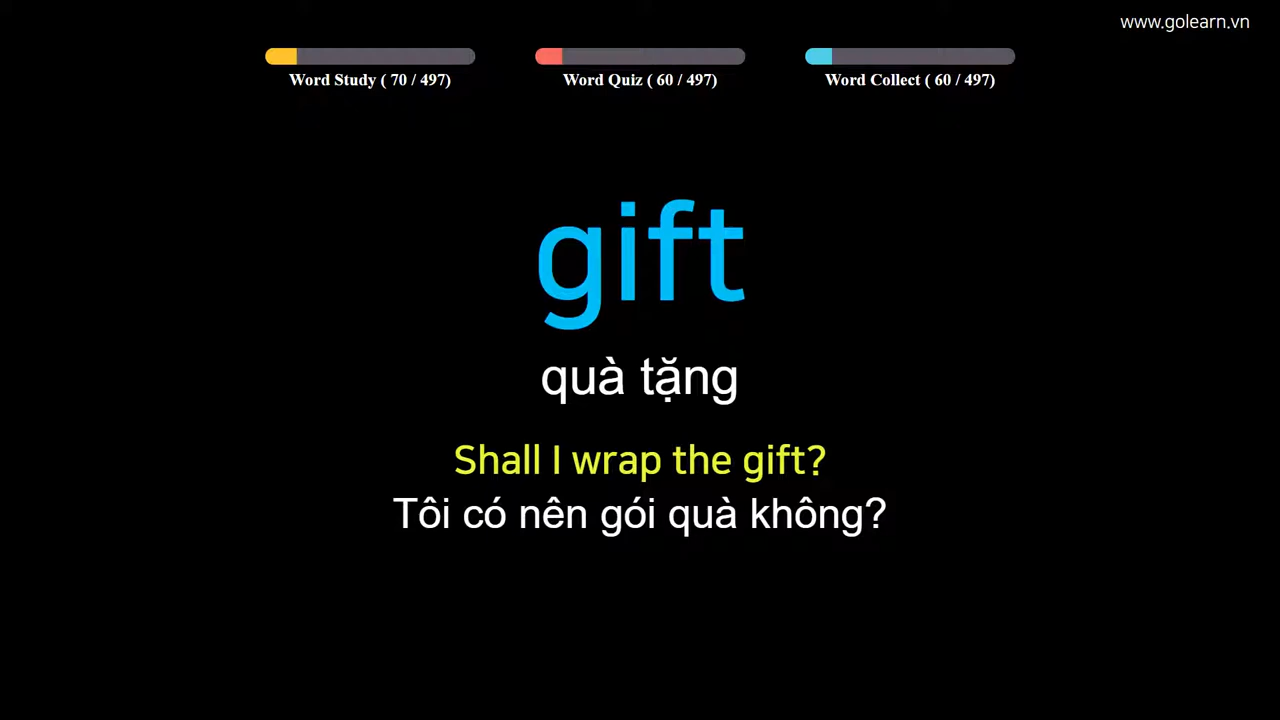 www.golearn.vn
Word Study ( 70 / 497)
Word Quiz ( 60 / 497)
Word Collect ( 60 / 497)
gift
quà tặng
Shall I wrap the gift?
Tôi có nên gói quà không?